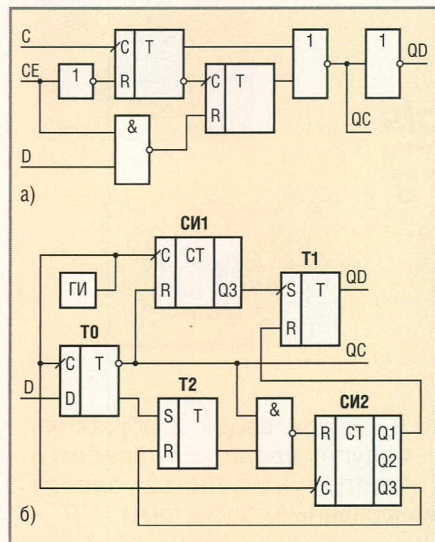 C
C T
1
1
QD
CE
1
R
C T
R
&
QC
D
а)
СИ1
C CT
R Q3
T1
S T
R
QD
ГИ
T0
C T
D
D
QC
T2
S T
R
&
СИ2
R CT Q1
Q2
C Q3
б)